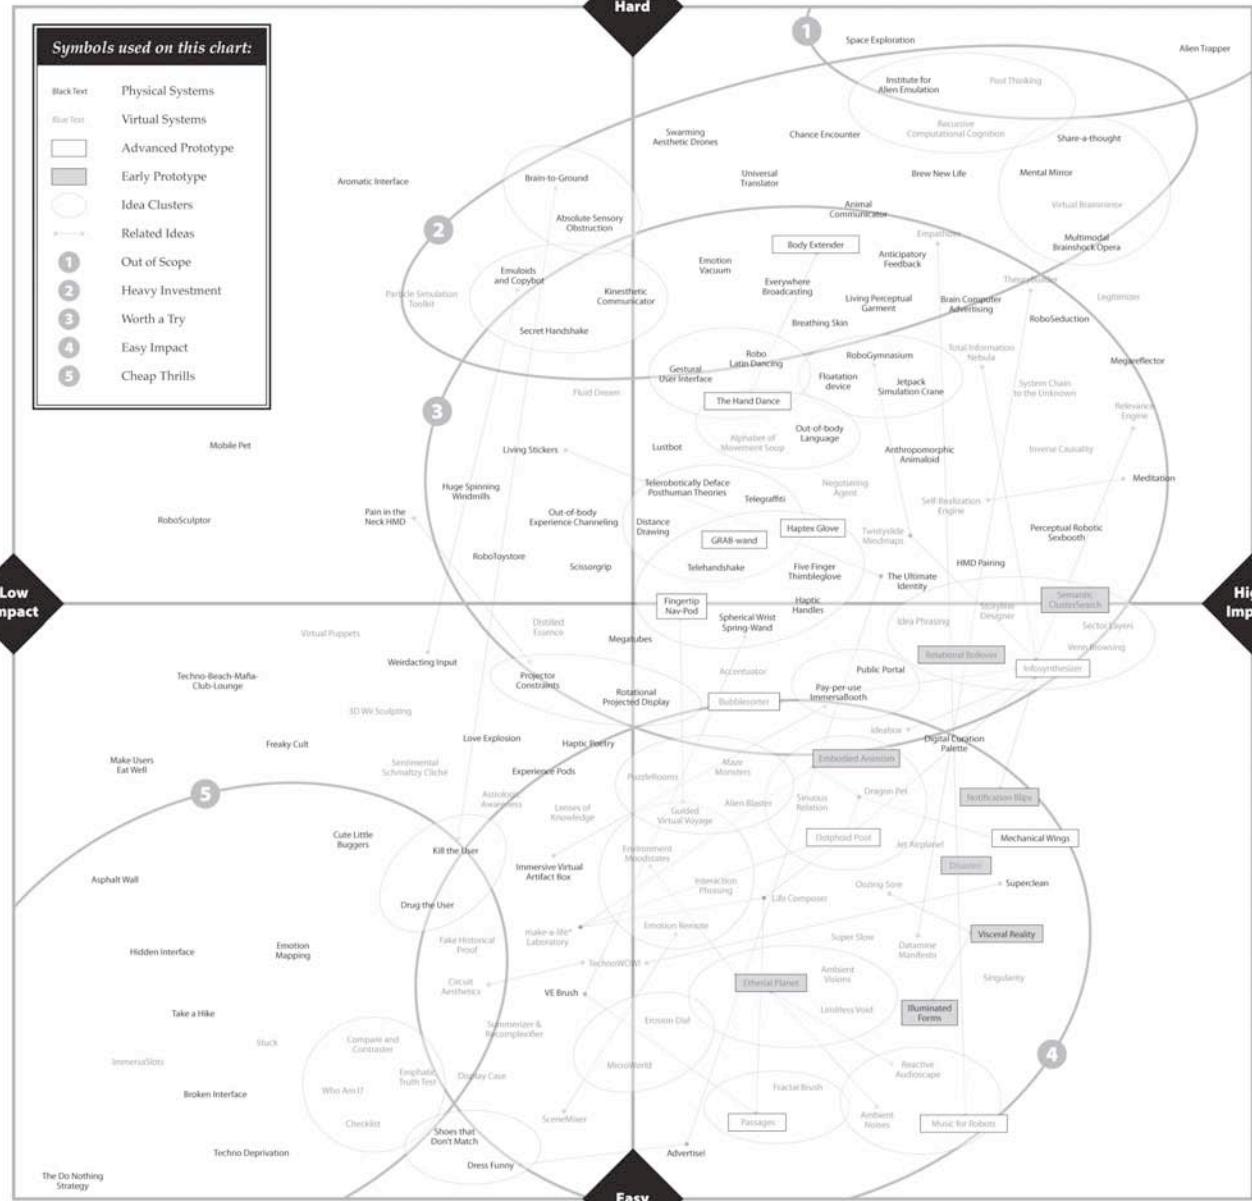 Hard
Symbols used on this chart:
Black Text
Physical Systems
Blue Text
Virtual Systems
Advanced Prototype
Early Prototype
Idea Clusters
Related Ideas
1
Out of Scope
2
Heavy Investment
3
Worth a Try
4
Easy Impact
5
Cheap Thrills
1
Space Exploration
Alien Trapper
Institute for
Alien Emulation
Post Thinking
Recursive
Computational Cognition
Swarming
Aesthetic Drones
Chance Encounter
Share-a-thought
Aromatic Interface
Brain-to-Ground
Universal
Translator
Brew New Life
Mental Mirror
Absolute Sensory
Obstruction
Animal
Communicator
Virtual Brainmirror
2
Body Extender
Multimodal
Brainshock Opera
Emotion
Vacuum
Anticipatory
Feedback
Emuloids
and Copybot
Particle Simulation
Toolkit
Kinesthetic
Communicator
Everywhere
Broadcasting
Living Perceptual
Garment
Brain Computer
Advertising
Legitimizer
RoboSeduction
Secret Handshake
Breathing Skin
Robo
Latin Dancing
RoboGymnasium
Total Information
Nebula
Megareflector
Gestural
User Interface
Floatation
device
Jetpack
Simulation Crane
System Chain
to the Unknown
Fluid Dream
The Hand Dance
Relevance
Engine
3
Mobile Pet
Living Stickers
Lustbot
Alphabet of
Movement Soup
Out-of-body
Language
Anthropomorphic
Animaloid
Inverse Causality
Huge Spinning
Windmills
Telerobotically Deface
Posthuman Theories
Telegraffiti
Negotiating
Agent
Self-Realization
Engine
Meditation
RoboSculptor
Pain in the
Neck HMD
Out-of-body
Experience Channeling
Distance
Drawing
Haptex Glove
GRAB-wand
Twistyslide
Mindmaps
Perceptual Robotic
Sexbooth
RoboToystore
Scissorgrip
Telehandshake
Five Finger
Thimbleglove
The Ultimate
Identity
HMD Pairing
Low
Impact
Fingertip
Nav-Pod
Haptic
Handles
Storyline
Designer
Semantic
ClusterSearch
Virtual Puppets
Distilled
Essence
Megatubes
Spherical Wrist
Spring-Wand
Idea Phrasing
Sector Layers
Venn Browsing
Weirdacting Input
Projector
Constraints
Accentuator
Public Portal
Relational Rollover
Infosynthesizer
Techno-Beach-Mafia-
Club-Lounge
Rotational
Projected Display
Bubblesorter
Pay-per-use
ImmersaBooth
3D Wii Sculpting
Ideabox
Freaky Cult
Love Explosion
Haptic Poetry
Digital Curation
Palette
Make Users
Eat Well
Sentimental
Schmaltzy Cliché
Experience Pods
PuzzleRooms
Maze
Monsters
Embodied Animism
5
Astrologic
Awareness
Lenses of
Knowledge
Guided
Virtual Voyage
Alien Blaster
Sinuous
Relation
Dragon Pet
Notification Blips
Cute Little
Buggers
Kill the User
Environment
Moodstates
Dolphoid Post
Jet Airplane!
Mechanical Wings
Asphalt Wall
Immersive Virtual
Artifact Box
Interaction
Phrasing
Oozing Sore
Superclean
Drug the User
Life Composer
make-a-life*
Laboratory
Emotion Remote
Super Slow
Visceral Reality
Hidden Interface
Emotion
Mapping
Fake Historical
Proof
TechnoWOW!
Datamine
Manifesto
Circuit
Aesthetics
VE Brush
Etherial Planet
Ambient
Visions
Singularity
Take a Hike
Erosion Dial
Limitless Void
Illuminated
Forms
Stuck
Compare and
Contraster
Summerizer &
Recomplexifier
4
ImmersaSlots
Emphatic
Truth Test
Display Case
MicroWorld
Reactive
Audioscape
Broken Interface
Who Am I?
Fractal Brush
Checklist
SceneMixer
Passages
Ambient
Noises
Music for Robots
Shoes that
Don't Match
Techno Deprivation
Dress Funny
Advertise!
The Do Nothing
Strategy
Easy